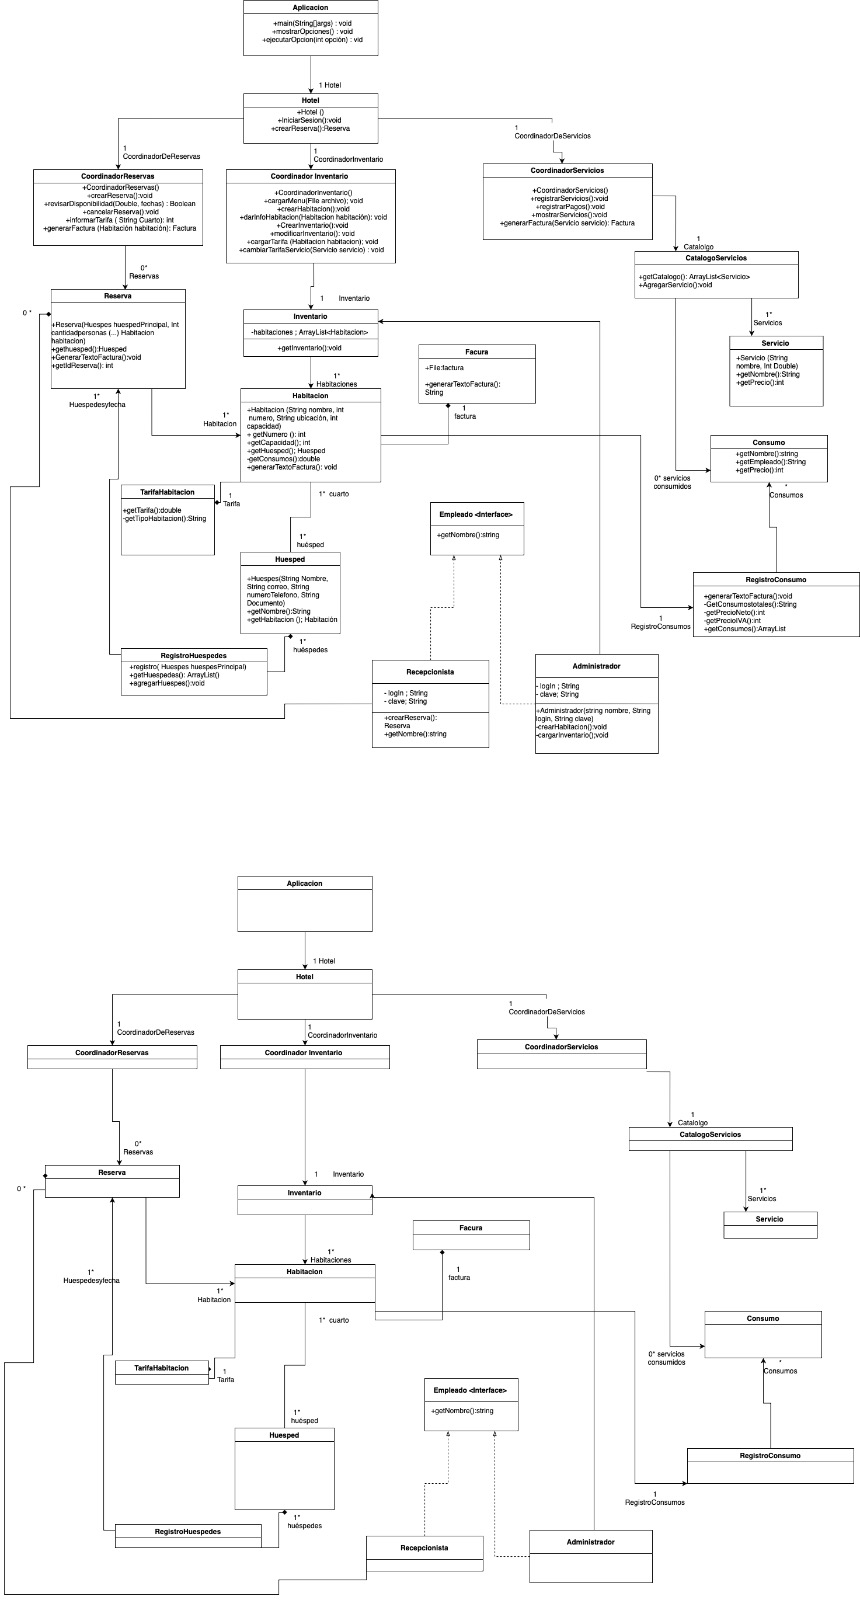 Aplicacion
+main(String[]args) : void
+mostrarOpciones() : void
+ejecutarOpcion(int opción) : vid
1 Hotel
Hotel
+Hotel ()
+IniciarSesion():void
+crearReserva():Reserva
1
CoordinadorDeReservas
1
CoordinadorInventario
1
CoordinadorDeServicios
CoordinadorReservas
+CoordinadorReservas()
+crearReserva():void
+revisarDisponibilidad(Double, fechas) : Boolean
+cancelarReserva():void
+informarTarifa ( String Cuarto): int
+generarFactura (Habitación habitación): Factura
Coordinador Inventario
+CoordinadorInventario()
+cargarMenu(FIle archivo): void
+crearHabitacion():void
+darInfoHabitacion(Habitacion habitación): void
+CrearInventario():void
+modificarInventario(): void
+cargarTarifa (Habitacion habitacion): void
+cambiarTarifaServicio(Servicio servicio) : void
CoordinadorServicios
+CoordinadorServicios()
+registrarServicios():void
+registrarPagos():void
+mostrarServicios():void
+generarFactura(Servicio servicio): Factura
1
Catalolgo
CatalogoServicios
+getCatalogo(): ArrayList<Servicio>
+AgregarServicio():void
0*
Reservas
Reserva
+Reserva(Huespes huespedPrincipal, Int
cantidadpersonas (...) Habitacion
habitacion)
+gethuesped():Huesped
+GenerarTextoFactura():void
+getIdReserva(): int
0 *
1 Inventario
Inventario
-habitaciones ; ArrayList<Habitacion>
+getInventario():void
1*
Servicios
Servicio
+Servicio (String
nombre, Int Double)
+getNombre():String
+getPrecio():int
Facura
+File:factura
+generarTextoFactura():
String
1
factura
1*
Habitaciones
Habitacion
+Habitacion (String nombre, Int
numero, String ubicación, Int
capacidad)
+ getNumero (): int
+getCapacidad(); int
+getHuesped(); Huesped
-getConsumos():double
+generarTextoFactura(): void
1*
Huespedesyfecha
1*
Habitacion
Consumo
+getNombre():string
+getEmpleado():String
+getPrecio():int
0* servicios
consumidos
*
Consumos
TarifaHabitacion
+getTarifa():double
-getTipoHabitacion():String
1
Tarifa
1* cuarto
1*
huésped
Empleado <Interface>
+getNombre():string
Huesped
+Huespes(String Nombre,
String correo, String
numeroTelefono, String
Documento)
+getNombre():String
+getHabitacion (); Habitación
1*
huéspedes
RegistroConsumo
+generarTextoFactura():void
-GetConsumostotales():String
-getPrecioNeto():int
-getPrecioIVA():int
+getConsumos():ArrayList
1
RegistroConsumos
RegistroHuespedes
+registro( Huespes huespesPrincipal)
+getHuespedes(): ArrayList()
+agregarHuespes():void
Recepcionista
- logIn ; String
- clave; String
+crearReserva():
Reserva
+getNombre():string
Administrador
- logIn ; String
- clave; String
+Administrador(string nombre, String
login, String clave)
-crearHabitacion():void
-cargarInventario();void
Aplicacion
1 Hotel
Hotel
1
CoordinadorDeReservas
1
CoordinadorInventario
1
CoordinadorDeServicios
CoordinadorReservas
Coordinador Inventario
CoordinadorServicios
1
Catalolgo
CatalogoServicios
0*
Reservas
Reserva
0 *
1 Inventario
Inventario
1*
Servicios
Servicio
Facura
1
factura
1*
Habitaciones
Habitacion
1*
Huespedesyfecha
1*
Habitacion
1* cuarto
Consumo
0* servicios
consumidos
*
Consumos
TarifaHabitacion
1
Tarifa
Empleado <Interface>
+getNombre():string
1*
huésped
Huesped
RegistroConsumo
1
RegistroConsumos
1*
huéspedes
RegistroHuespedes
Recepcionista
Administrador